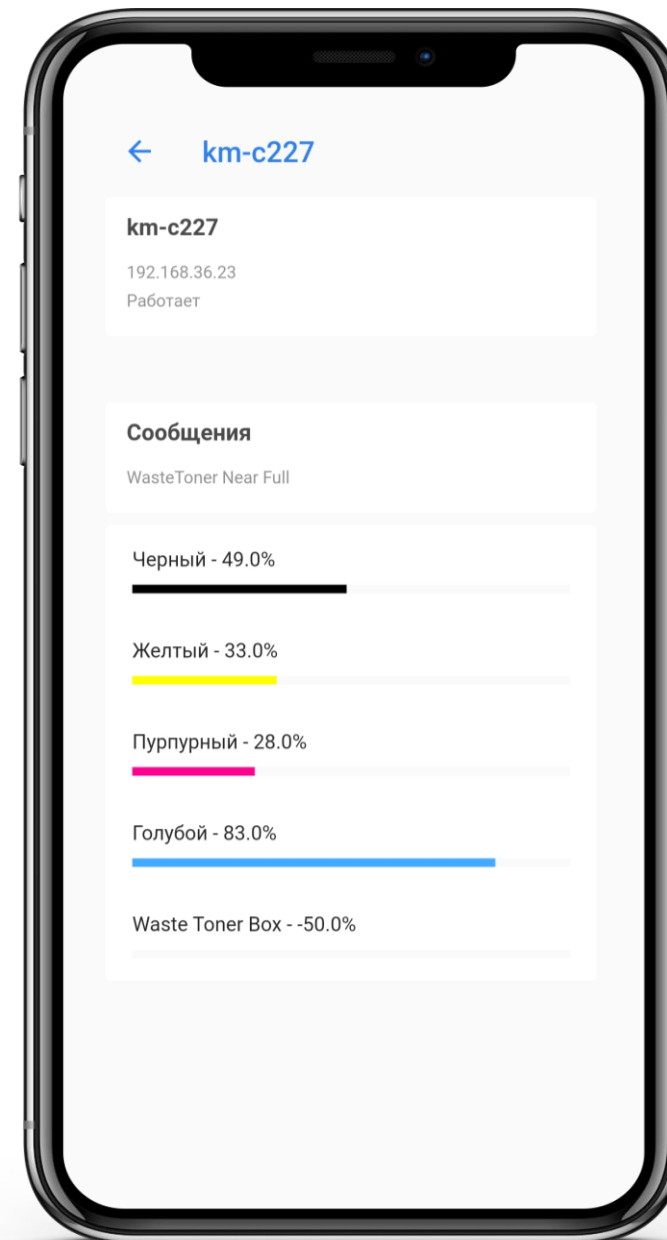 km-c227
km-c227
192.168.36.23
Работает
Сообщения
WasteToner Near Full
Черный - 49.0%
Желтый - 33.0%
Пурпурный - 28.0%
Голубой - 83.0%
Waste Toner Box - -50.0%